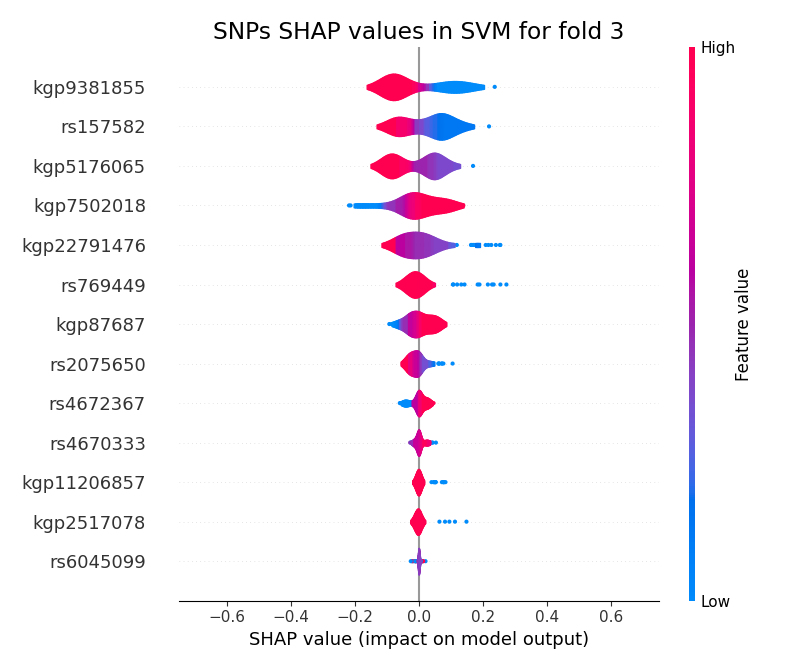 SNPs SHAP values in SVM for fold 3
High
kgp9381855
rs157582
kgp5176065
kgp7502018
kgp22791476
rs769449
kgp87687
rs2075650
rs4672367
rs4670333
kgp11206857
kgp2517078
rs6045099
Feature value
Low
−0.6 −0.4 −0.2 0.0 0.2 0.4 0.6
SHAP value (impact on model output)